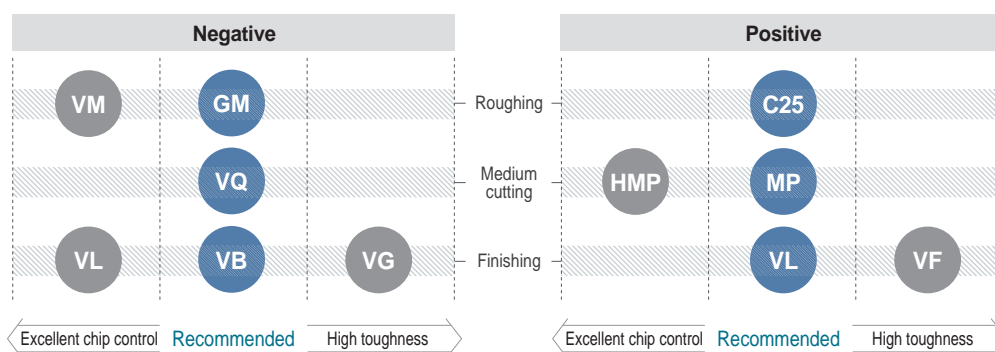 Negative
Positive
VM
GM
Roughing
C25
VQ
Medium
cutting
HMP
MP
VL
VB
VG
Finishing
VL
VF
Excellent chip control
Recommended
High toughness
Excellent chip control
Recommended
High toughness